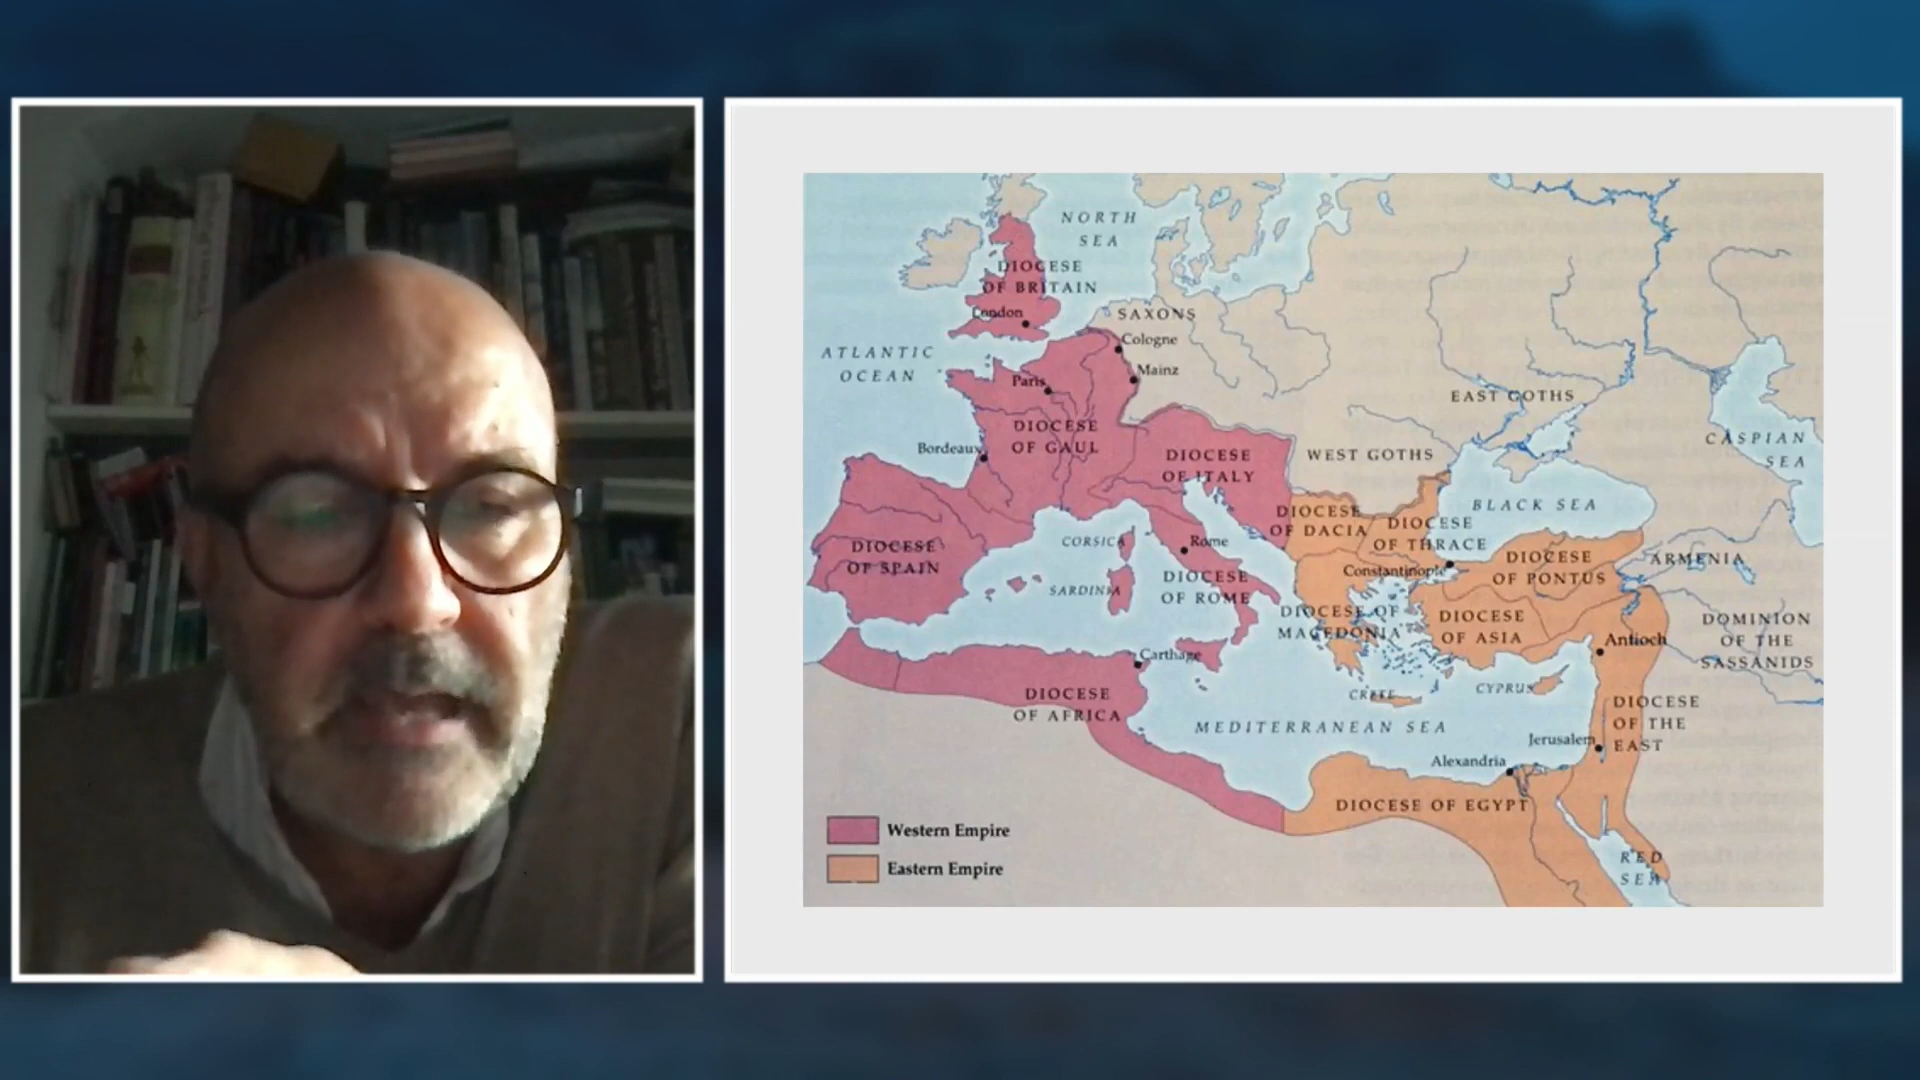 NORTH
SEA
DIOCESE
OF BRITAIN
London
SAXONS
Cologne
Mainz
ATLANTIC
OCEAN
Paris
EAST GOTHS
DIOCESE
OF GAUL
Bordeaux
CASPIAN
SEA
DIOCESE
OF ITALY
WEST GOTHS
BLACK SEA
DIOCESE
OF DACIA
DIOCESE
OF THRACE
CORSICA
Rome
DIOCESE
OF SPAIN
Constantinople
DIOCESE
OF PONTUS
ARMENIA
SARDINIA
DIOCESE
OF ROME
DIOCESE OF
MACEDONIA
DIOCESE
OF ASIA
DOMINION
OF THE
SASSANIDS
Antioch
Carthage
DIOCESE
OF AFRICA
CRETE
CYPRUS
DIOCESE
OF THE
EAST
MEDITERRANEAN SEA
Jerusalem
Alexandria
DIOCESE OF EGYPT
RED
SEA
Western Empire
Eastern Empire